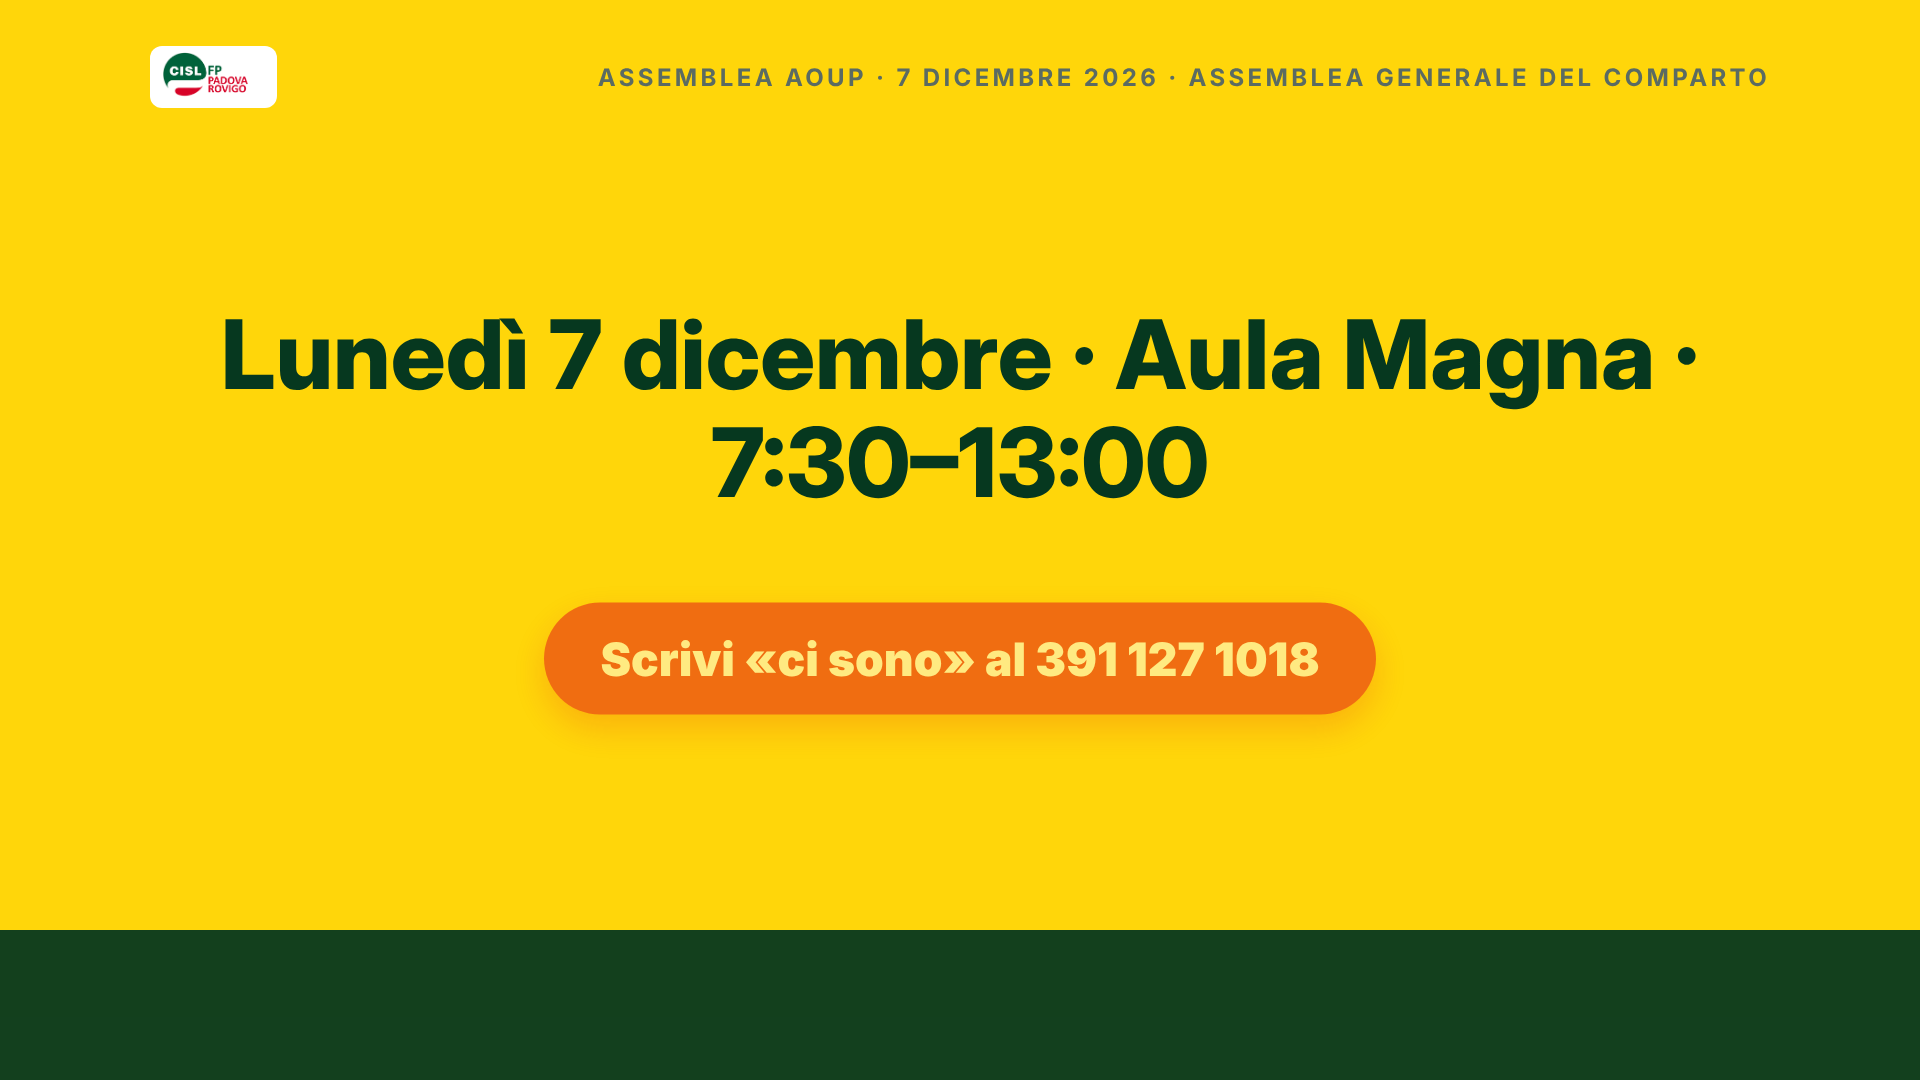 CISL FP
PADOVA
ROVIGO
ASSEMBLEA AOUP · 7 DICEMBRE 2026 · ASSEMBLEA GENERALE DEL COMPARTO
Lunedì 7 dicembre · Aula Magna ·
7:30–13:00
Scrivi «ci sono» al 391 127 1018